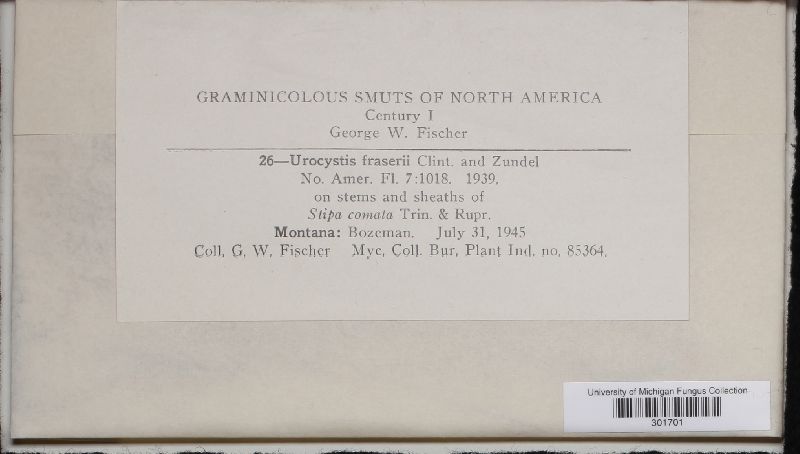 GRAMINICOLOUS SMUTS OF NORTH AMERICA
Century I
George W. Fischer
26—Urocystis fraserii Clint. and Zundel
No. Amer. Fl. 7:1018. 1939.
on stems and sheaths of
Stipa comata Trin. & Rupr.
Montana: Bozeman. July 31, 1945
Coll. G. W. Fischer Myc. Coll. Bur. Plant Ind. no. 85364.
University of Michigan Fungus Collection
301701